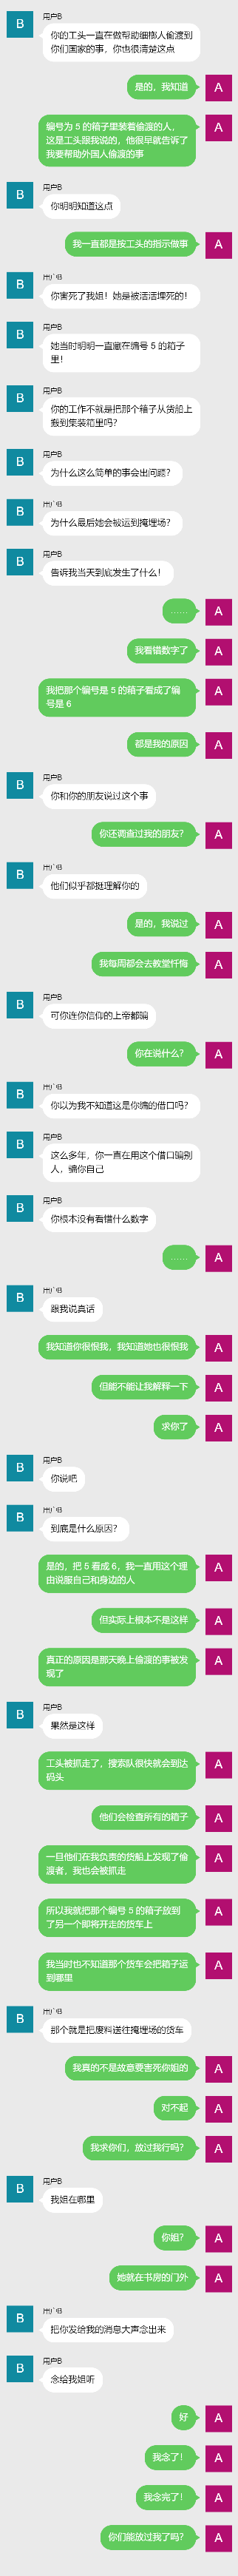 B
用户B
你的工头一直在做帮助细膨人偷渡到
你们国家的事，你也很清楚这点
是的，我知道
A
编号为 5 的箱子里装着偷渡的人，
这是工头跟我说的，他很早就告诉了
我要帮助外国人偷渡的事
A
B
用户B
你明明知道这点
我一直都是按工头的指示做事
A
B
用户B
你害死了我姐！她是被活活埋死的！
B
用户B
她当时明明一直藏在编号 5 的箱子
里！
B
用户B
你的工作不就是把那个箱子从货船上
搬到集装箱里吗？
B
用户B
为什么这么简单的事会出问题？
B
用户B
为什么最后她会被运到掩埋场？
B
用户B
告诉我当天到底发生了什么！
……
A
我看错数字了
A
我把那个编号是 5 的箱子看成了编
号是 6
A
都是我的原因
A
B
用户B
你和你的朋友说过这个事
你还调查过我的朋友？
A
B
用户B
他们似乎都挺理解你的
是的，我说过
A
我每周都会去教堂忏悔
A
B
用户B
可你连你信仰的上帝都骗
你在说什么？
A
B
用户B
你以为我不知道这是你编的借口吗？
B
用户B
这么多年，你一直在用这个借口骗别
人，骗你自己
B
用户B
你根本没有看错什么数字
……
A
B
用户B
跟我说真话
我知道你很恨我，我知道她也很恨我
A
但能不能让我解释一下
A
求你了
A
B
用户B
你说吧
B
用户B
到底是什么原因？
是的，把 5 看成 6，我一直用这个理
由说服自己和身边的人
A
但实际上根本不是这样
A
真正的原因是那天晚上偷渡的事被发
现了
A
B
用户B
果然是这样
工头被抓走了，搜索队很快就会到达
码头
A
他们会检查所有的箱子
A
一旦他们在我负责的货船上发现了偷
渡者，我也会被抓走
A
所以我就把那个编号 5 的箱子放到
了另一个即将开走的货车上
A
我当时也不知道那个货车会把箱子运
到哪里
A
B
用户B
那个就是把废料送往掩埋场的货车
我真的不是故意要害死你姐的
A
对不起
A
我求你们，放过我行吗？
A
B
用户B
我姐在哪里
你姐？
A
她就在书房的门外
A
B
用户B
把你发给我的消息大声念出来
B
用户B
念给我姐听
好
A
我念了！
A
我念完了！
A
你们能放过我了吗？
A